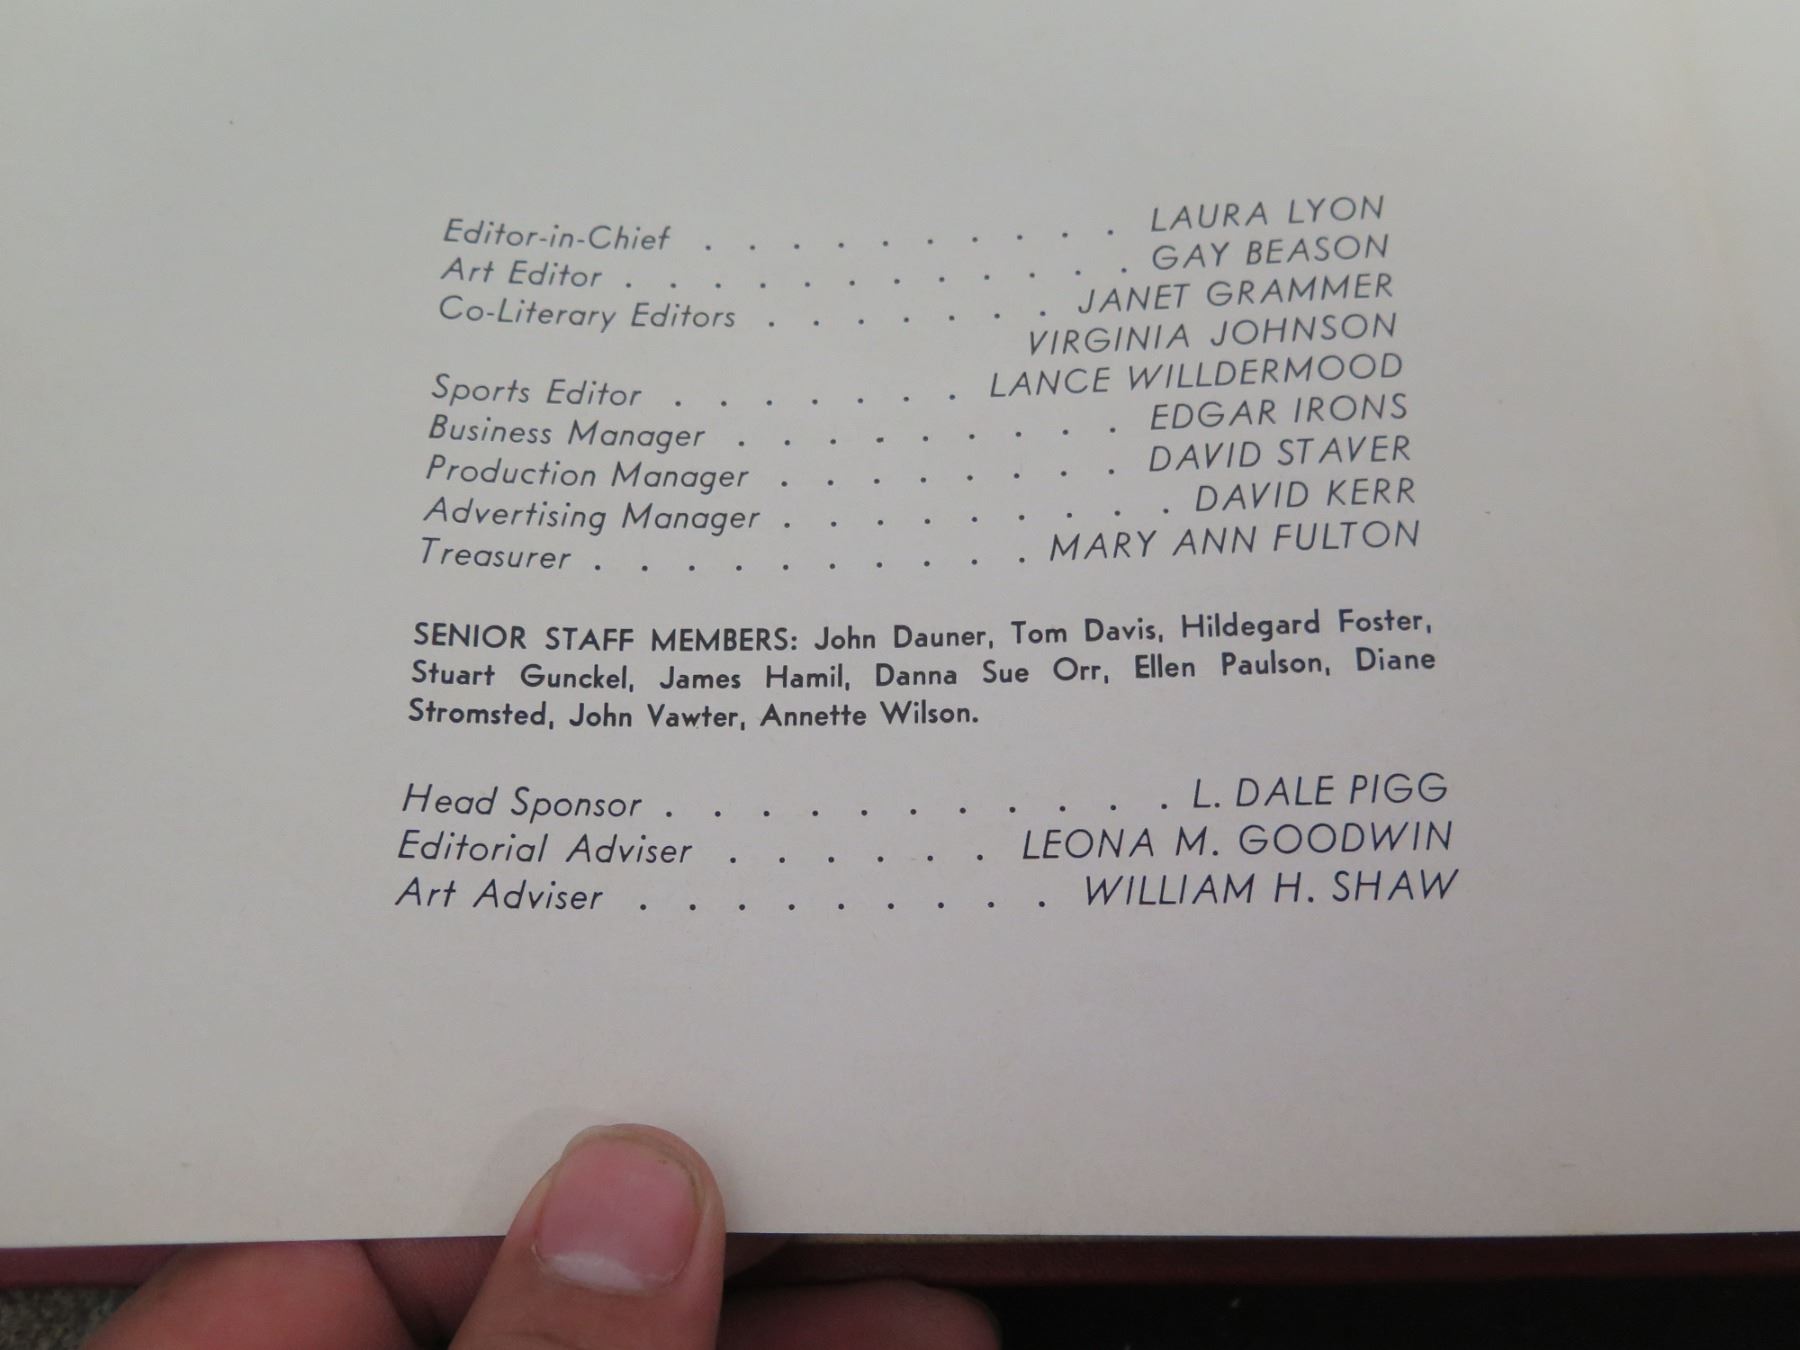 Editor-in-Chief . . . . . . . . . . LAURA LYON
Art Editor . . . . . . . . . . . . GAY BEASON
Co-Literary Editors . . . . . . . JANET GRAMMER
VIRGINIA JOHNSON
Sports Editor . . . . . . . LANCE WILLDERMOOD
Business Manager . . . . . . . . . EDGAR IRONS
Production Manager . . . . . . . . DAVID STAVER
Advertising Manager . . . . . . . . . DAVID KERR
Treasurer . . . . . . . . . . MARY ANN FULTON
SENIOR STAFF MEMBERS: John Dauner, Tom Davis, Hildegard Foster,
Stuart Gunckel, James Hamil, Danna Sue Orr, Ellen Paulson, Diane
Stromsted, John Vawter, Annette Wilson.
Head Sponsor . . . . . . . . . . . L. DALE PIGG
Editorial Adviser . . . . . . LEONA M. GOODWIN
Art Adviser . . . . . . . . . WILLIAM H. SHAW